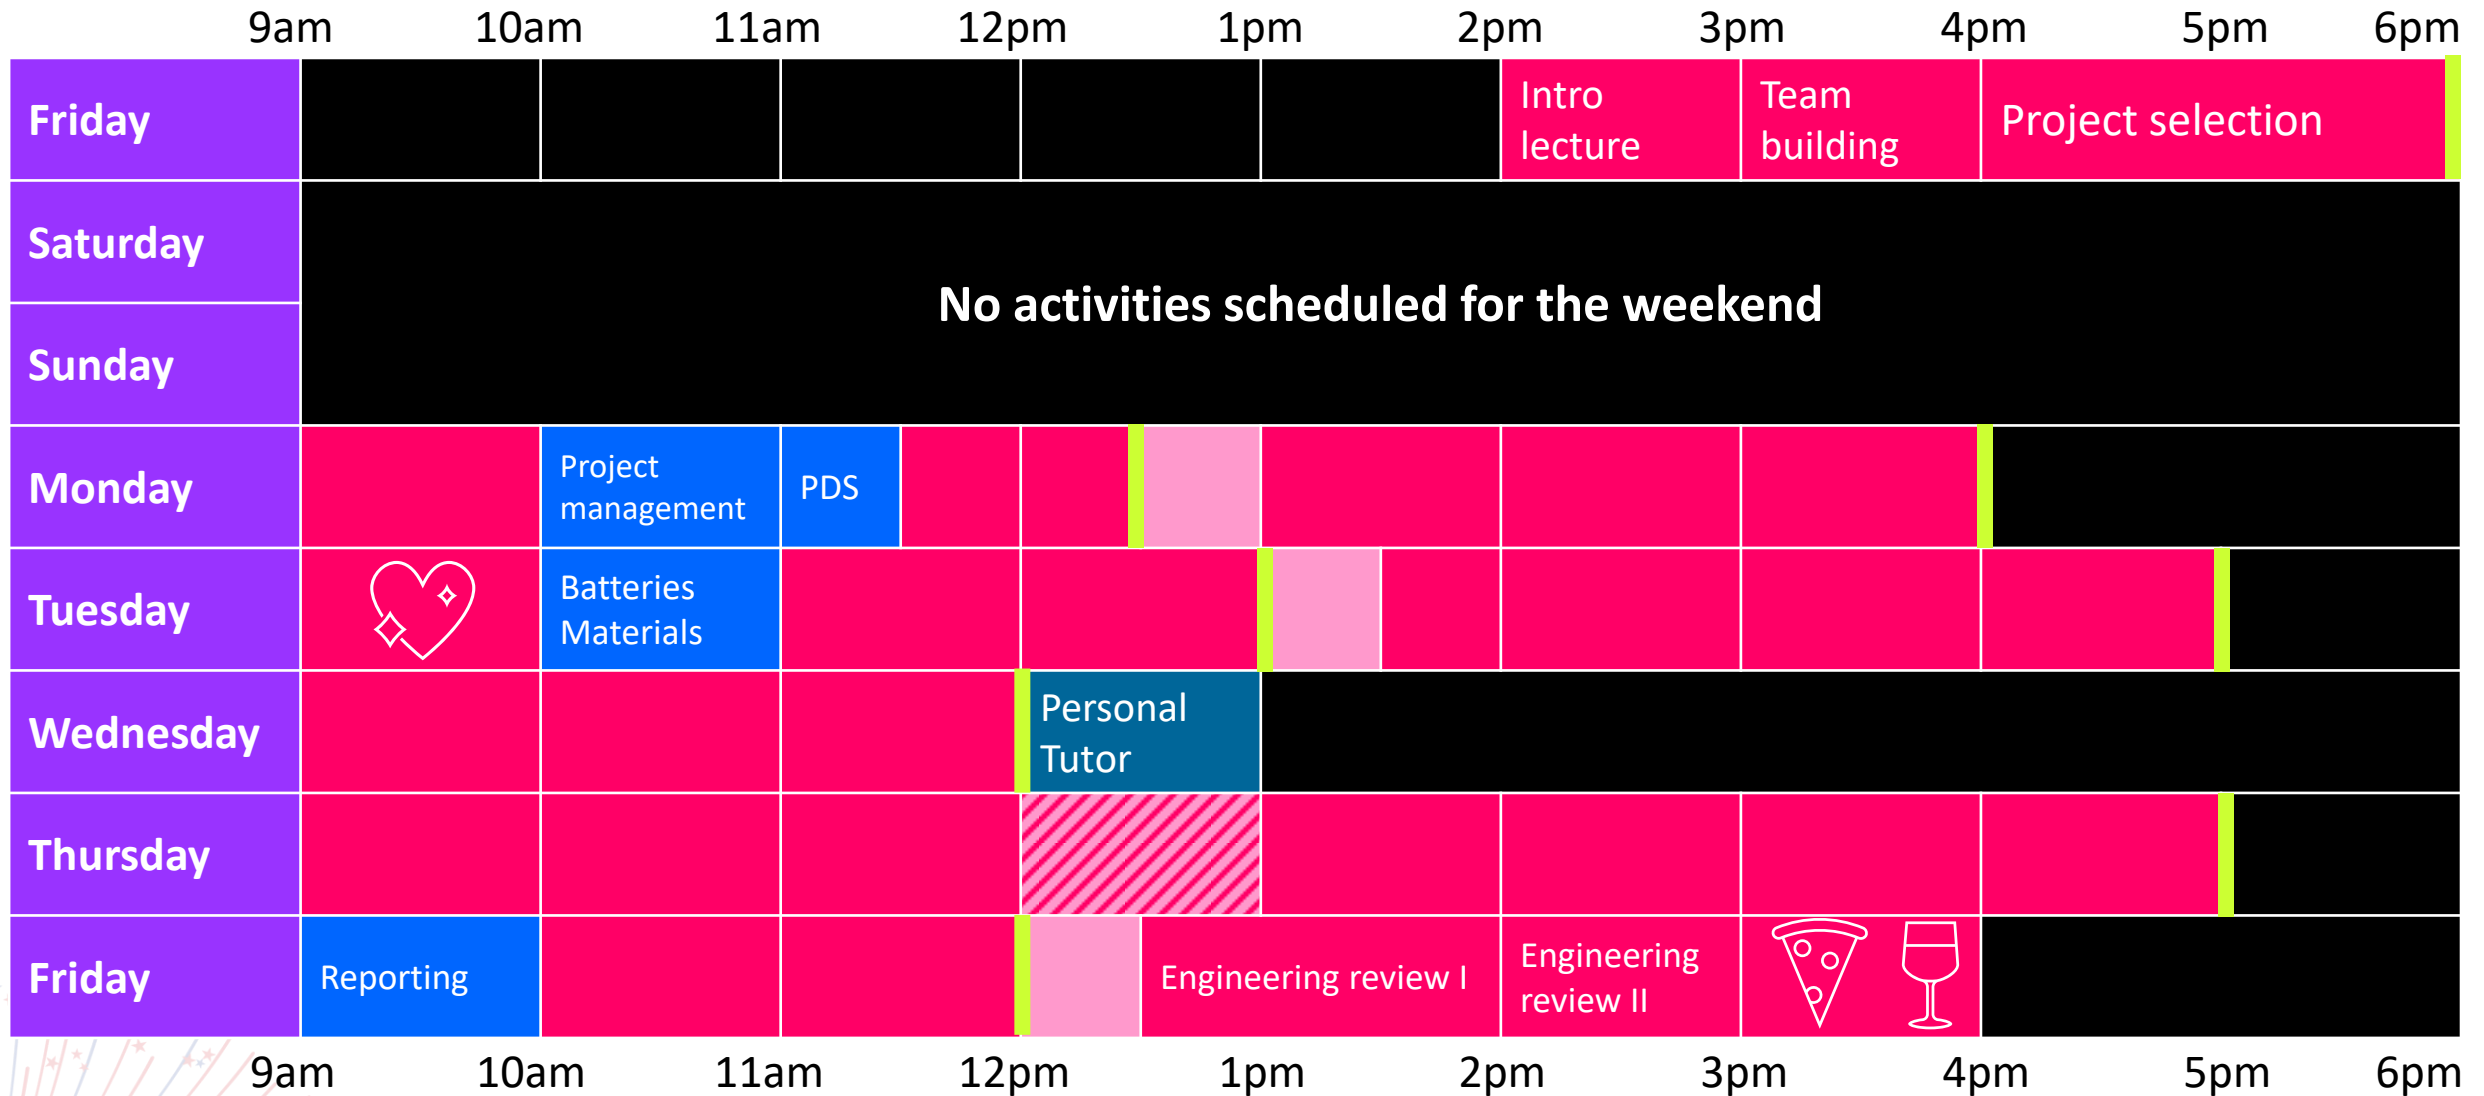 9am 10am 11am 12pm 1pm 2pm 3pm 4pm 5pm 6pm
Friday
Intro
lecture
Team
building
Project selection
Saturday
No activities scheduled for the weekend
Sunday
Monday
Project
management
PDS
Tuesday
Batteries
Materials
Wednesday
Personal
Tutor
Thursday
Friday
Reporting
Engineering review I
Engineering
review II
9am 10am 11am 12pm 1pm 2pm 3pm 4pm 5pm 6pm